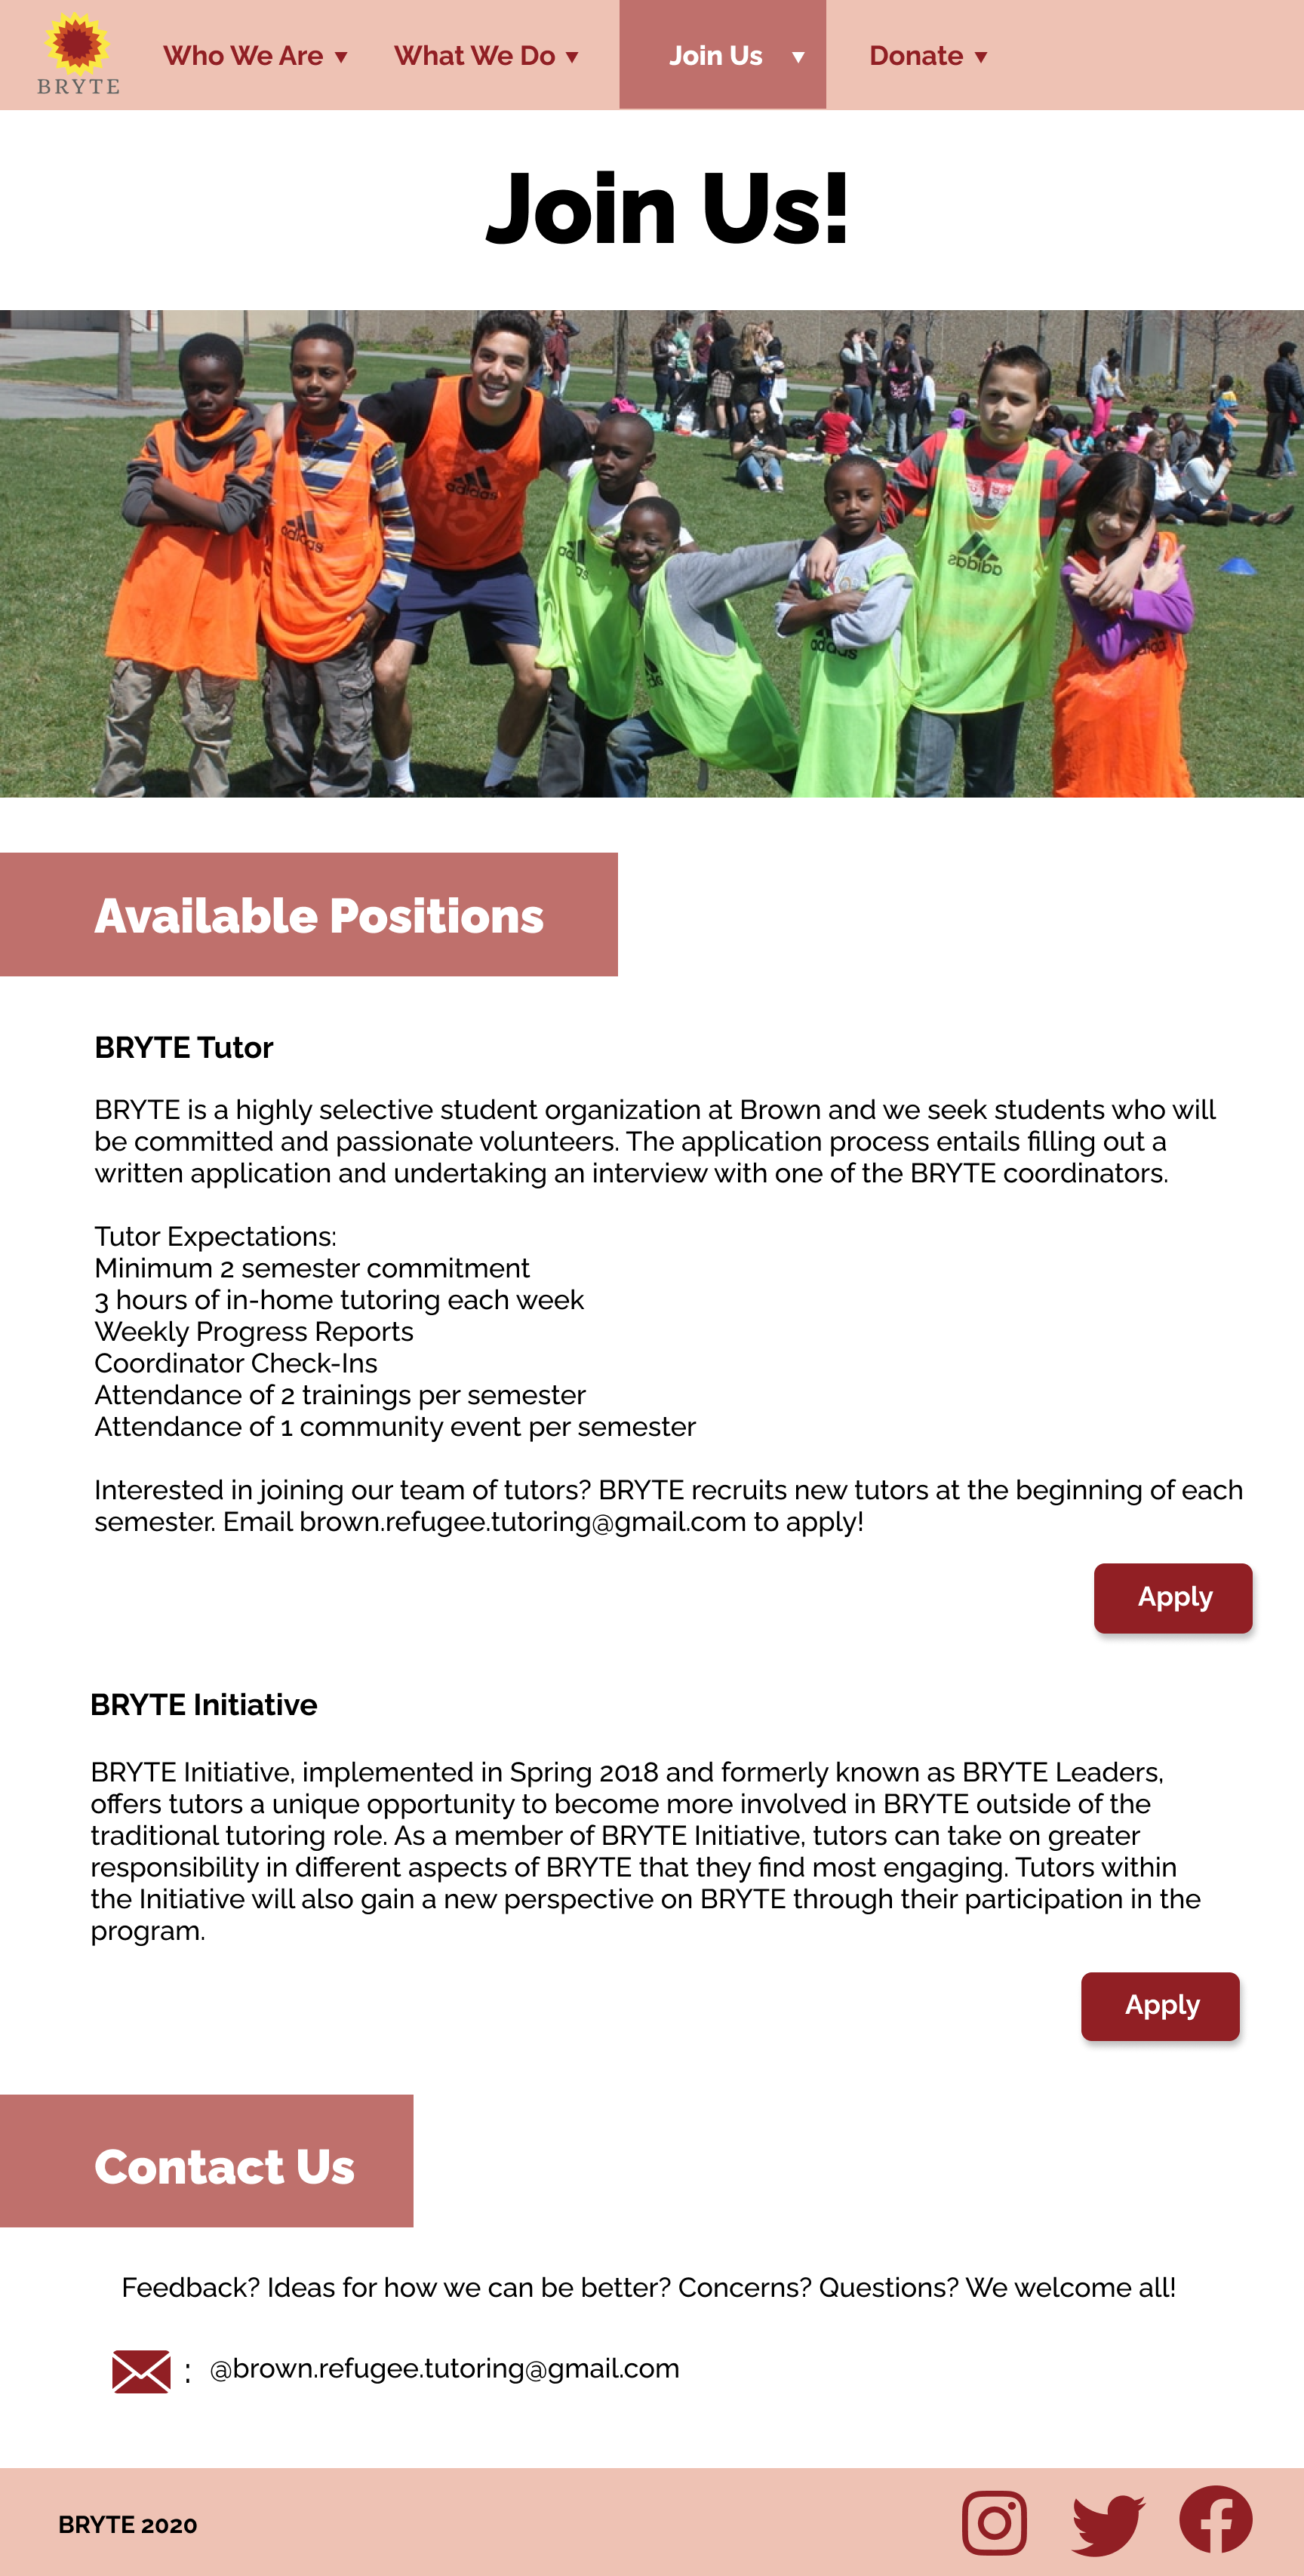 BRYTE
Who We Are ▼
What We Do ▼
Join Us ▼
Donate ▼
Join Us!
adidas
adidas
adidas
adidas
adidas
adidas
Available Positions
BRYTE Tutor
BRYTE is a highly selective student organization at Brown and we seek students who will
be committed and passionate volunteers. The application process entails filling out a
written application and undertaking an interview with one of the BRYTE coordinators.
Tutor Expectations:
Minimum 2 semester commitment
3 hours of in-home tutoring each week
Weekly Progress Reports
Coordinator Check-Ins
Attendance of 2 trainings per semester
Attendance of 1 community event per semester
Interested in joining our team of tutors? BRYTE recruits new tutors at the beginning of each
semester. Email brown.refugee.tutoring@gmail.com to apply!
Apply
BRYTE Initiative
BRYTE Initiative, implemented in Spring 2018 and formerly known as BRYTE Leaders,
offers tutors a unique opportunity to become more involved in BRYTE outside of the
traditional tutoring role. As a member of BRYTE Initiative, tutors can take on greater
responsibility in different aspects of BRYTE that they find most engaging. Tutors within
the Initiative will also gain a new perspective on BRYTE through their participation in the
program.
Apply
Contact Us
Feedback? Ideas for how we can be better? Concerns? Questions? We welcome all!
: @brown.refugee.tutoring@gmail.com
BRYTE 2020